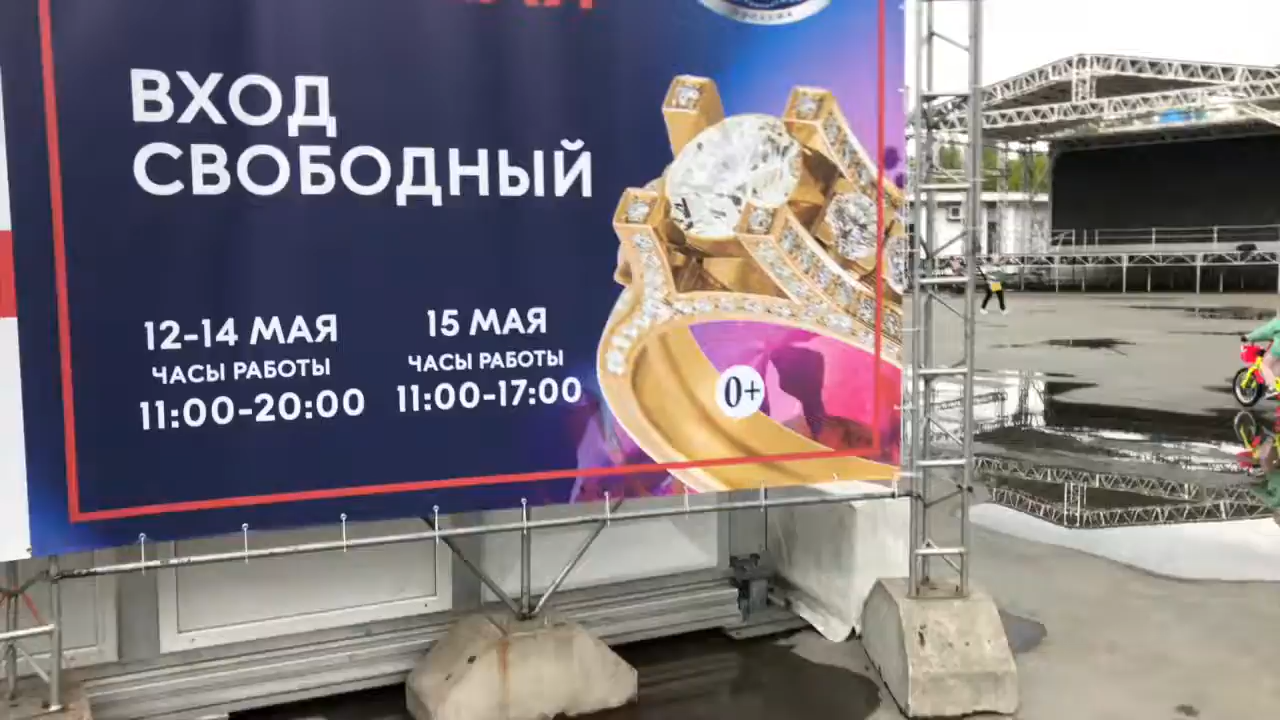 ВХОД
СВОБОДНЫЙ
12-14 МАЯ
ЧАСЫ РАБОТЫ
11:00-20:00
15 МАЯ
ЧАСЫ РАБОТЫ
11:00-17:00
0+